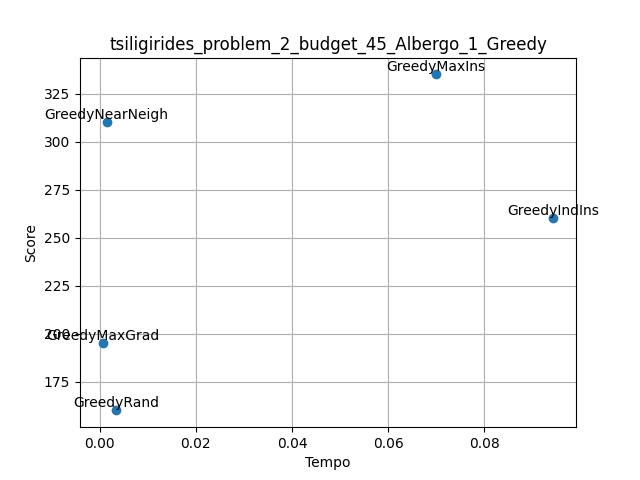 tsiligirides_problem_2_budget_45_Albergo_1_Greedy
GreedyMaxIns
325
GreedyNearNeigh
300
275
GreedyIndIns
250
Score
225
200
GreedyMaxGrad
175
GreedyRand
0.00 0.02 0.04 0.06 0.08
Tempo